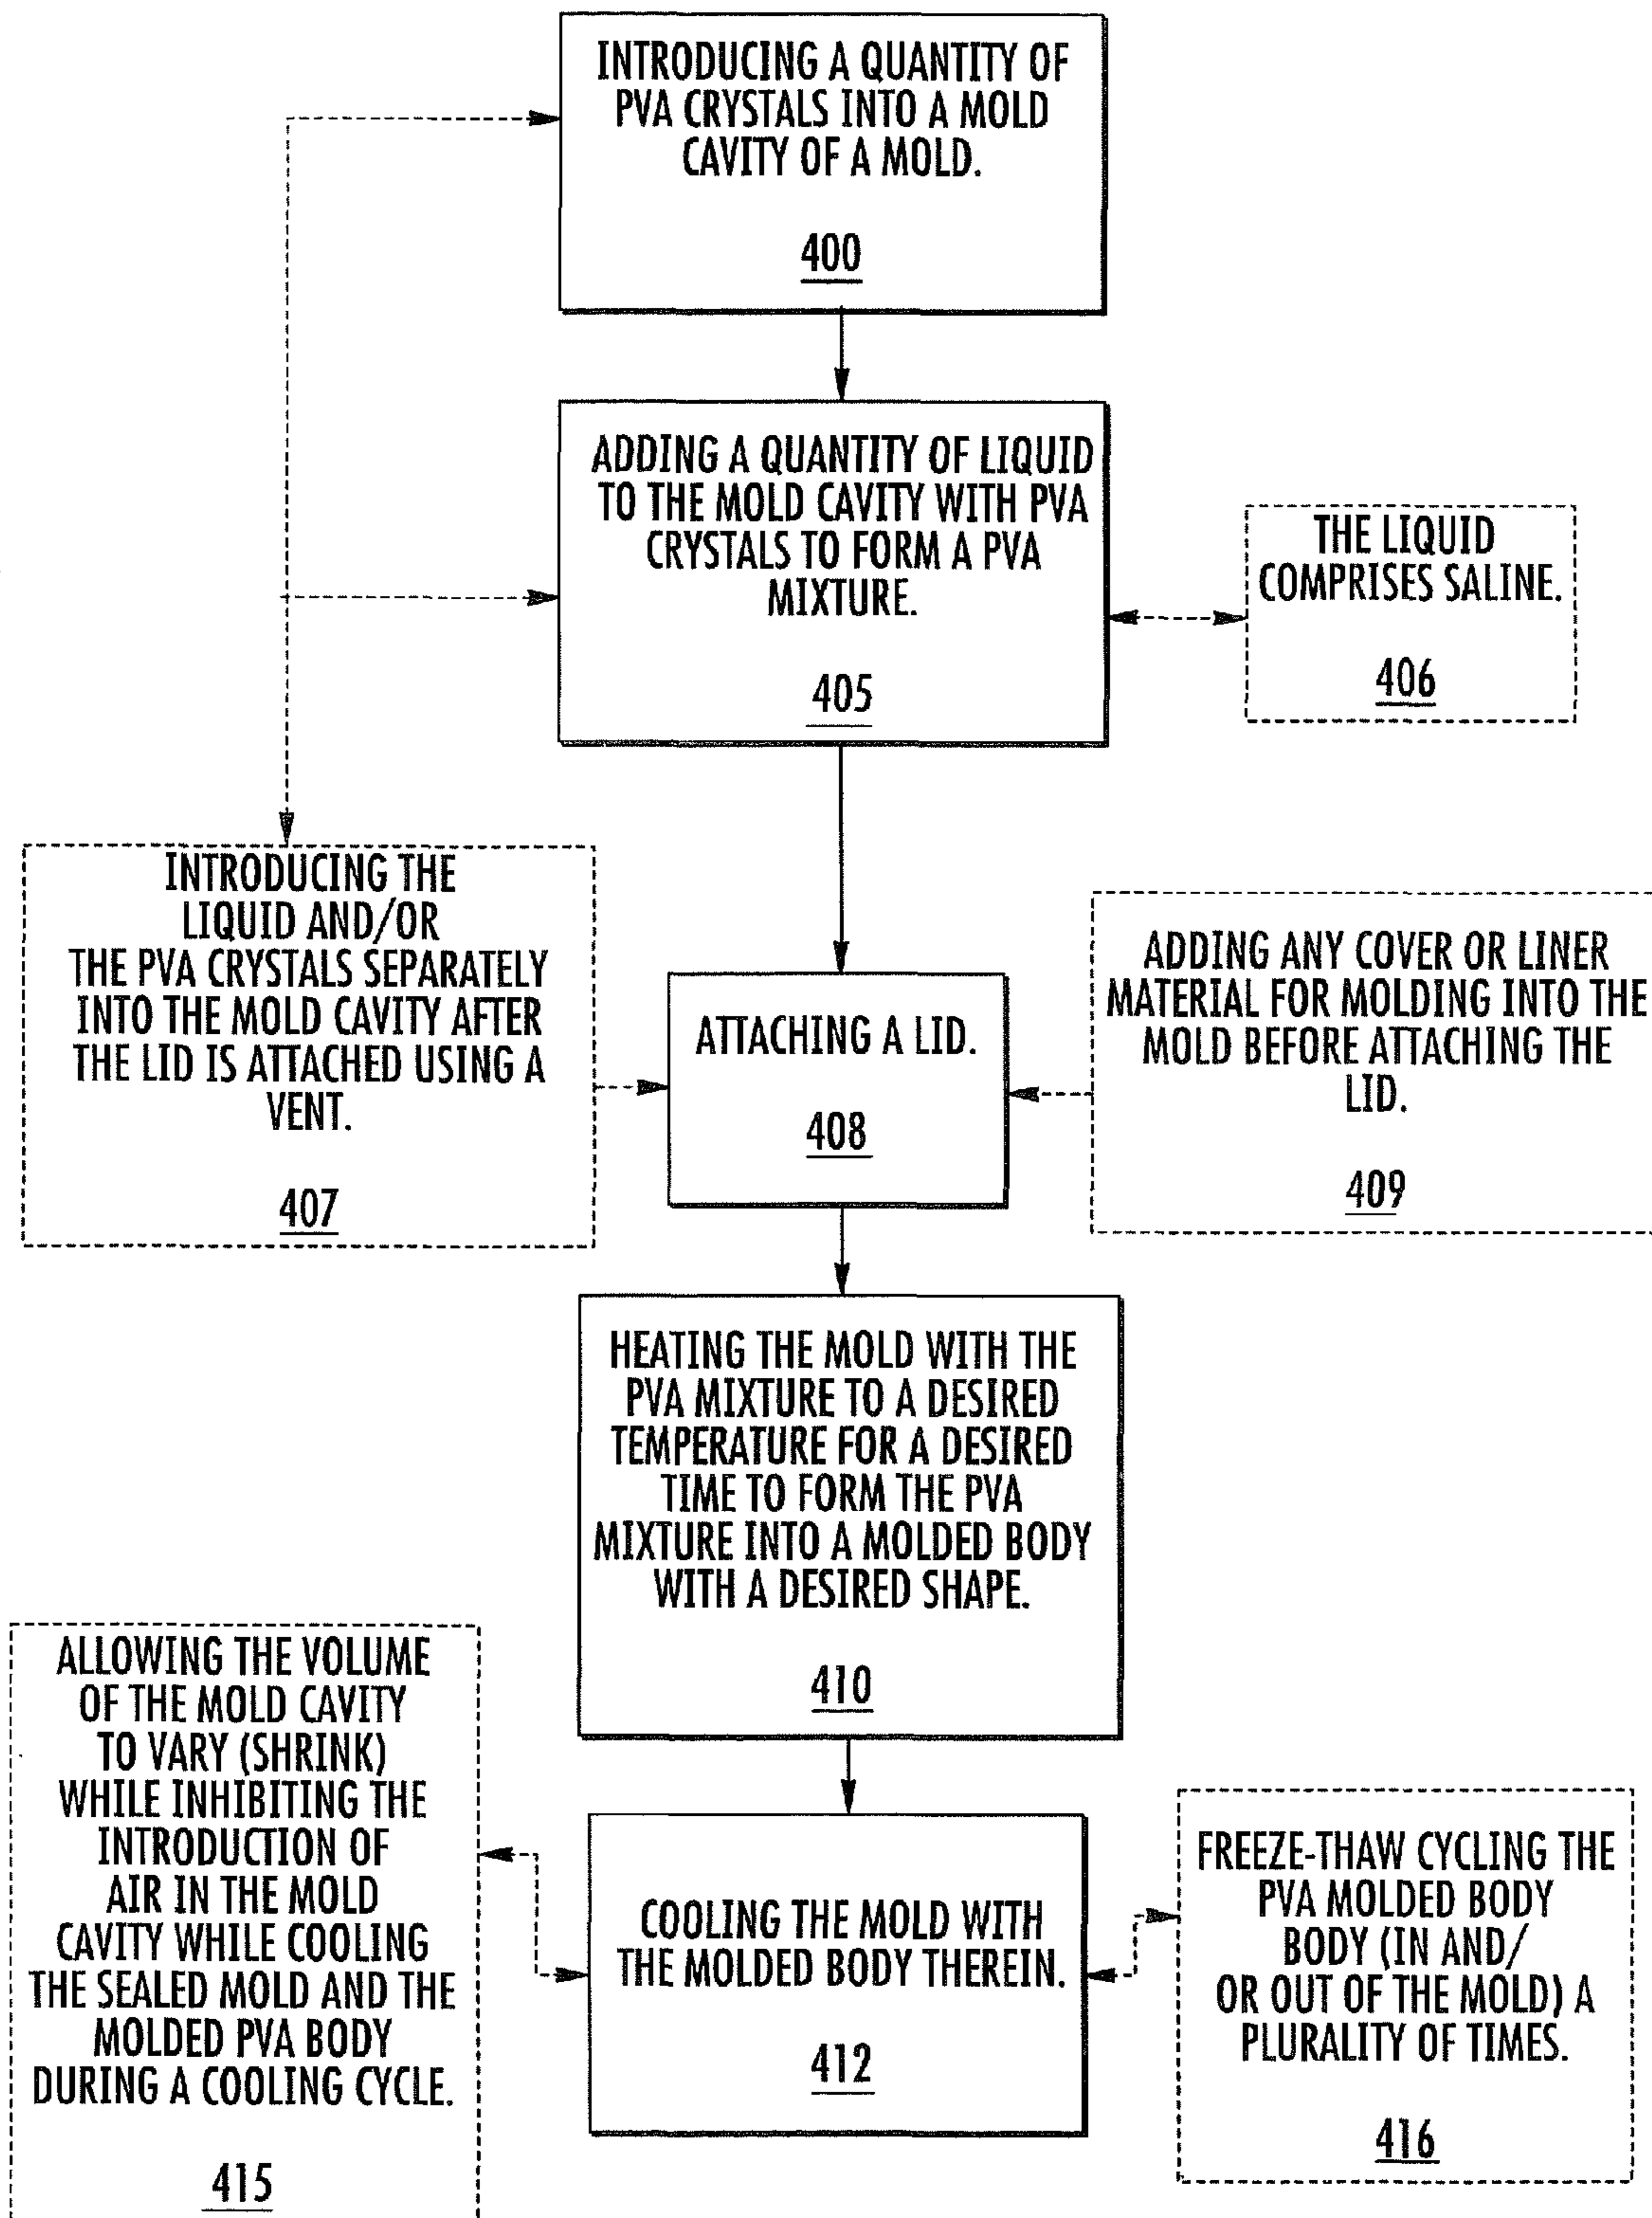 INTRODUCING A QUANTITY OF
PVA CRYSTALS INTO A MOLD
CAVITY OF A MOLD.
400
ADDING A QUANTITY OF LIQUID
TO THE MOLD CAVITY WITH PVA
CRYSTALS TO FORM A PVA
MIXTURE.
405
THE LIQUID
COMPRISES SALINE.
406
INTRODUCING THE
LIQUID AND/OR
THE PVA CRYSTALS SEPARATELY
INTO THE MOLD CAVITY AFTER
THE LID IS ATTACHED USING A
VENT.
407
ATTACHING A LID.
408
ADDING ANY COVER OR LINER
MATERIAL FOR MOLDING INTO THE
MOLD BEFORE ATTACHING THE
LID.
409
HEATING THE MOLD WITH THE
PVA MIXTURE TO A DESIRED
TEMPERATURE FOR A DESIRED
TIME TO FORM THE PVA
MIXTURE INTO A MOLDED BODY
WITH A DESIRED SHAPE.
410
ALLOWING THE VOLUME
OF THE MOLD CAVITY
TO VARY (SHRINK)
WHILE INHIBITING THE
INTRODUCTION OF
AIR IN THE MOLD
CAVITY WHILE COOLING
THE SEALED MOLD AND THE
MOLDED PVA BODY
DURING A COOLING CYCLE.
415
COOLING THE MOLD WITH
THE MOLDED BODY THEREIN.
412
FREEZE-THAW CYCLING THE
PVA MOLDED BODY
BODY (IN AND/
OR OUT OF THE MOLD) A
PLURALITY OF TIMES.
416